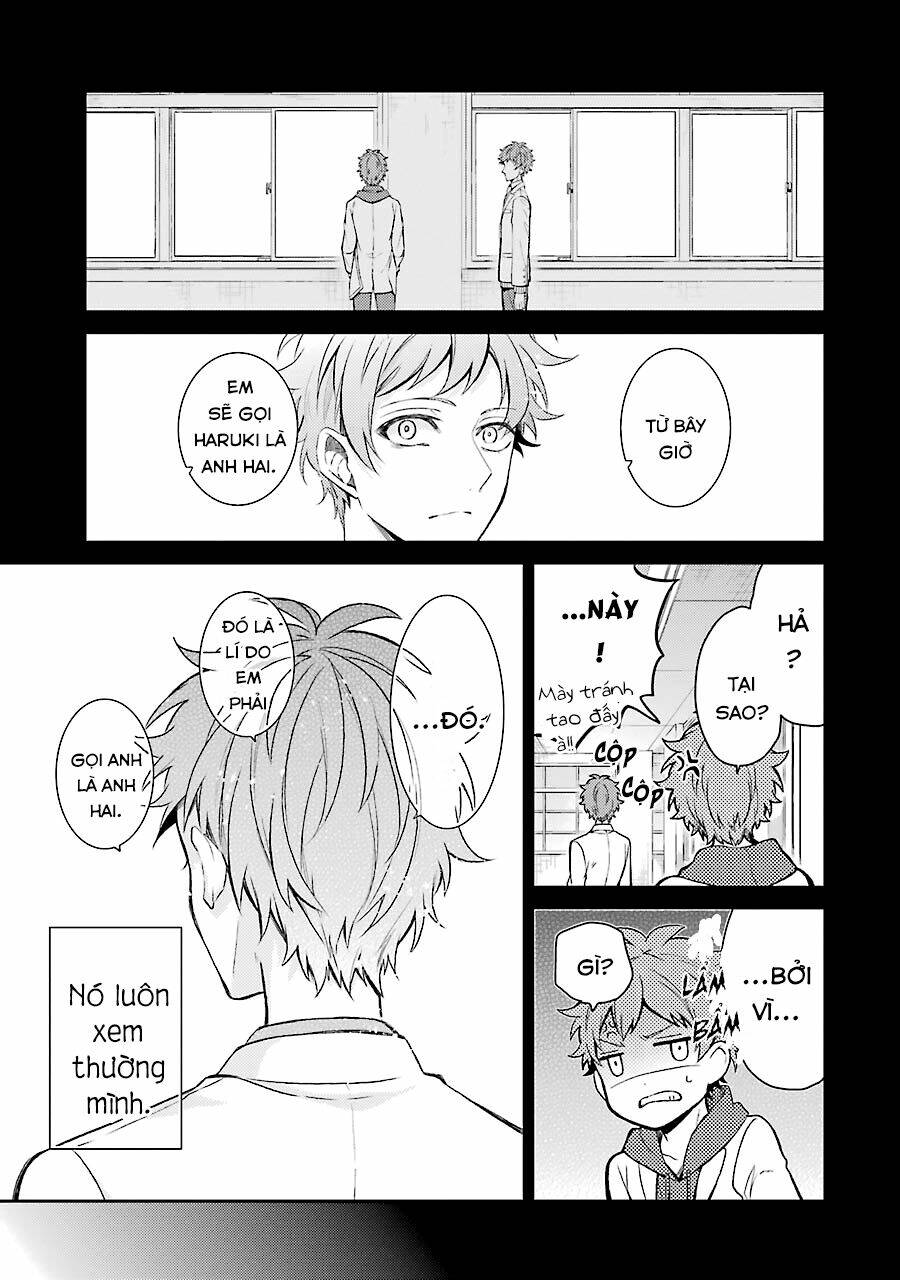 TỪ BÂY
GIỜ
EM
SẼ GỌI
HARUKI LÀ
ANH HAI.
HẢ
?
TẠI
SAO?
...NÀY
!
Mày tránh
tao đấy
à!!
CỘP
CỘP
...BỞI
VÌ...
LẨM
BẨM
GÌ?
...ĐÓ.
ĐÓ LÀ
LÍ DO
EM
PHẢI
GỌI ANH
LÀ ANH
HAI.
Nó luôn
xem
thường
mình.